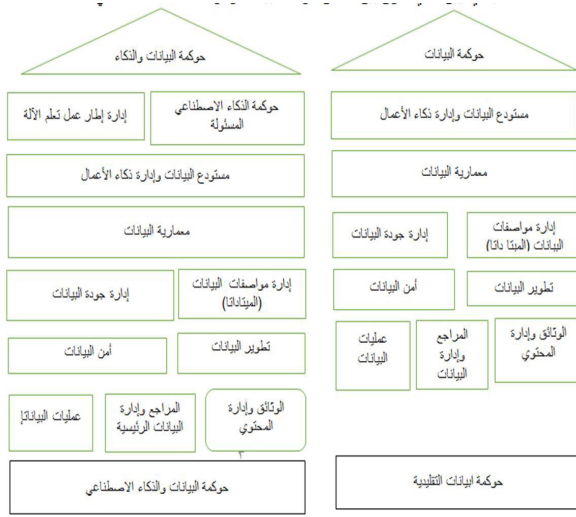 حوكمة البيانات
مستودع البيانات وإدارة ذكاء الأعمال
معمارية البيانات
إدارة مواصفات
البيانات (الميتا داتا)
إدارة جودة البيانات
تطوير البيانات
أمن البيانات
الوثائق وإدارة
المحتوي
المراجع
وإدارة
البيانات
عمليات
البيانات
حوكمة ابيانات التقليدية
حوكمة البيانات والذكاء
حوكمة الذكاء الاصطناعي
المسئولة
إدارة إطار عمل تعلم الآلة
مستودع البيانات وإدارة ذكاء الأعمال
معمارية البيانات
إدارة مواصفات البيانات
(الميتاداتا)
إدارة جودة البيانات
تطوير البيانات
أمن البيانات
الوثائق وإدارة
المحتوي
المراجع وإدارة
البيانات الرئيسية
عمليات البياناتإ
حوكمة البيانات والذكاء الاصطناعي